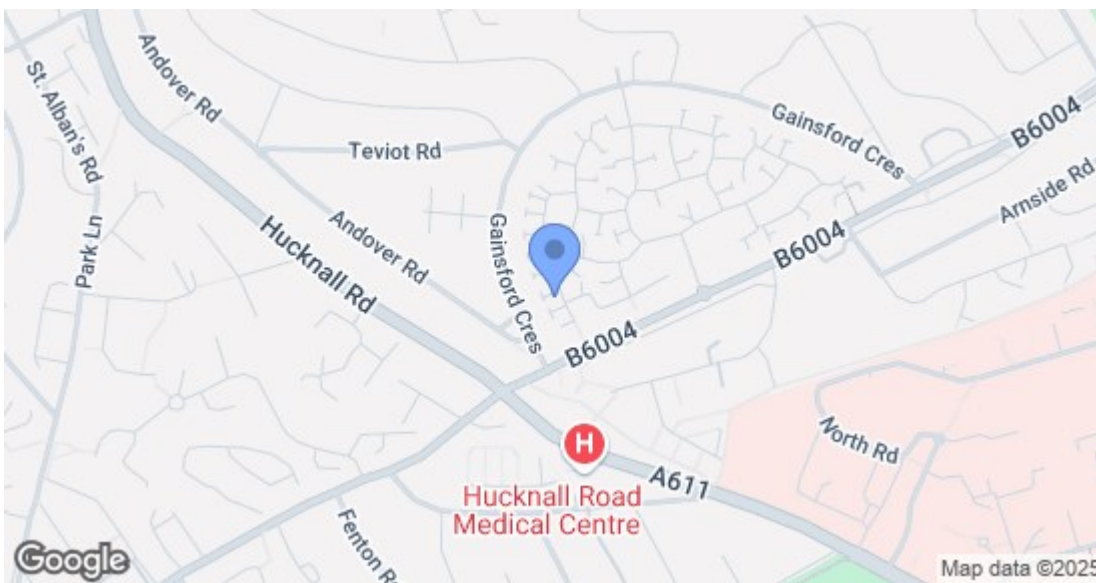 St. Alban's Rd
Andover Rd
Park Ln
Teviot Rd
Andover Rd
Hucknall Rd
Gainsford Cres
Gainsford Cres
B6004
B6004
B6004
Arnside Rd
North Rd
H
Hucknall Road
Medical Centre
A611
Fenton R
Google
Map data ©2025